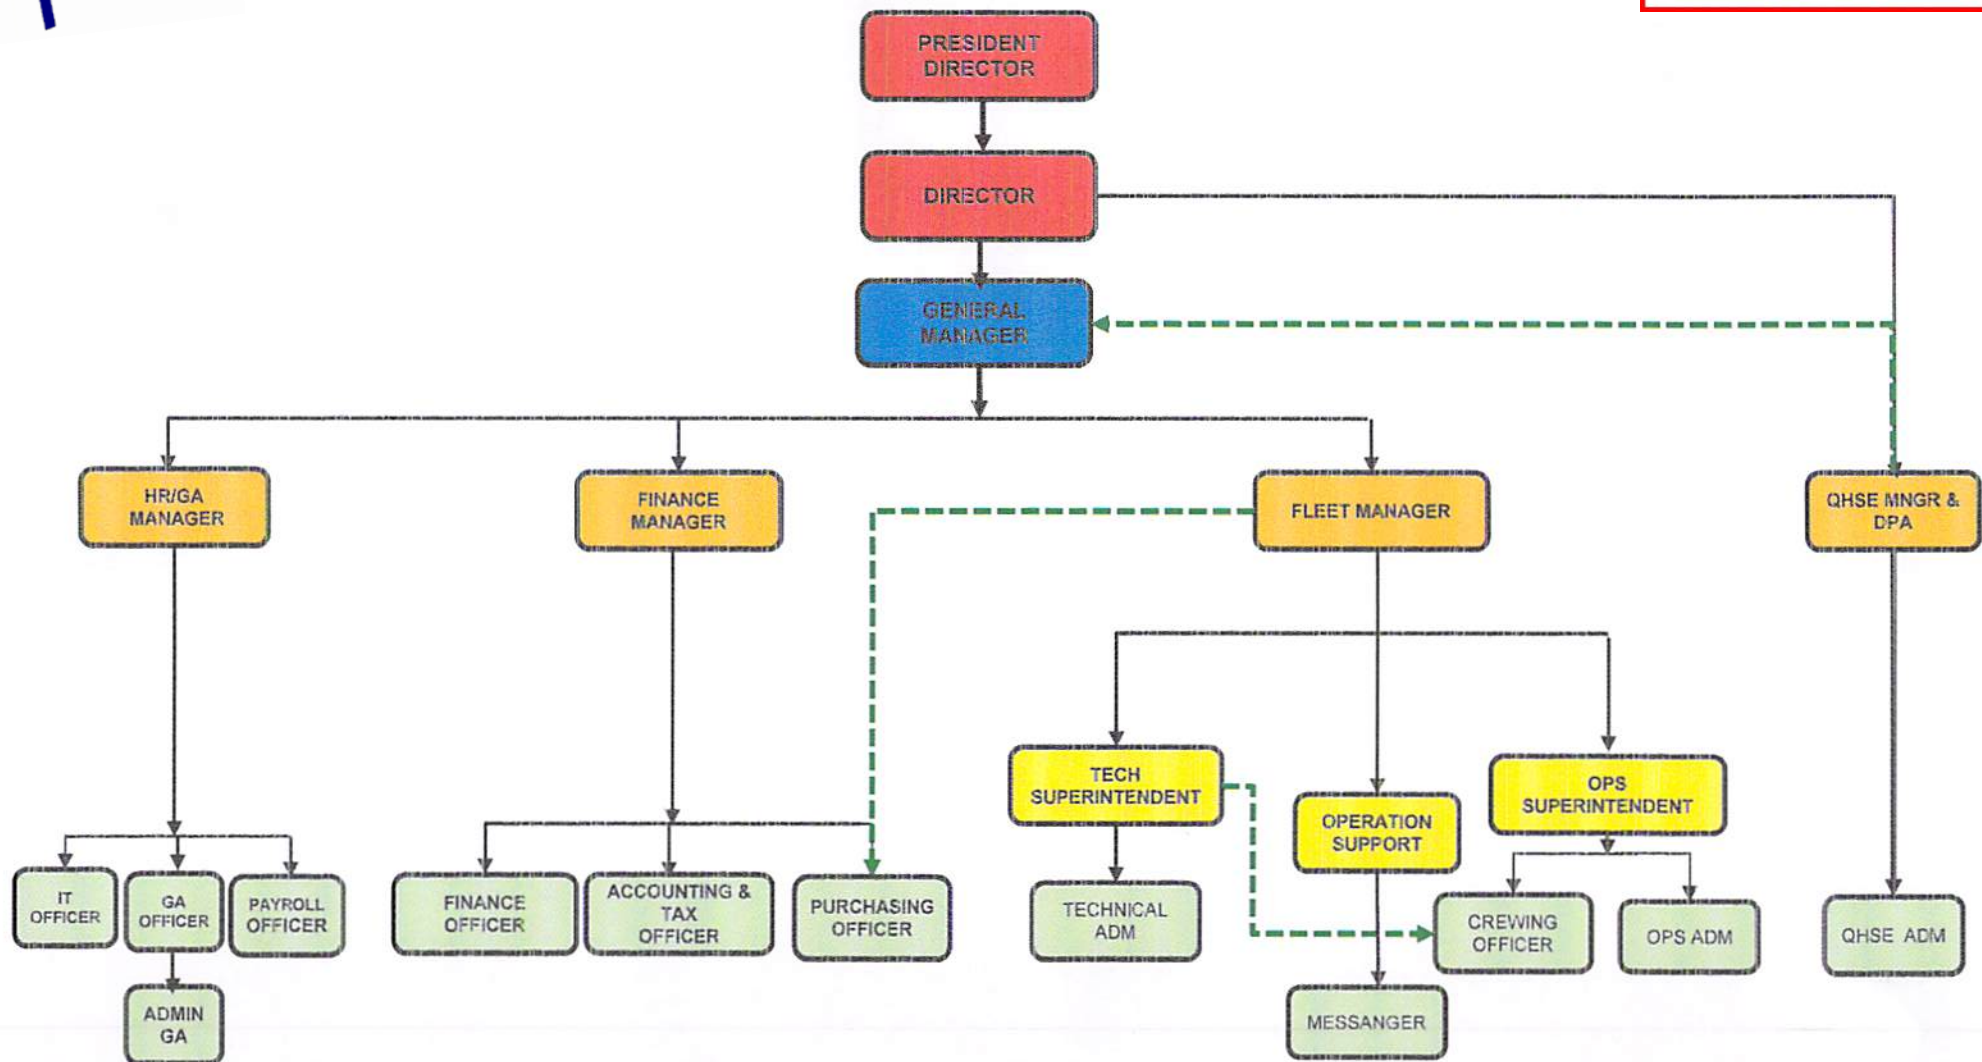 PRESIDENT
DIRECTOR
DIRECTOR
GENERAL
MANAGER
HR/GA
MANAGER
FINANCE
MANAGER
FLEET MANAGER
QHSE MNGR &
DPA
TECH
SUPERINTENDENT
OPERATION
SUPPORT
OPS
SUPERINTENDENT
IT
OFFICER
GA
OFFICER
PAYROLL
OFFICER
FINANCE
OFFICER
ACCOUNTING &
TAX
OFFICER
PURCHASING
OFFICER
TECHNICAL
ADM
CREWING
OFFICER
OPS ADM
QHSE ADM
ADMIN
GA
MESSANGER